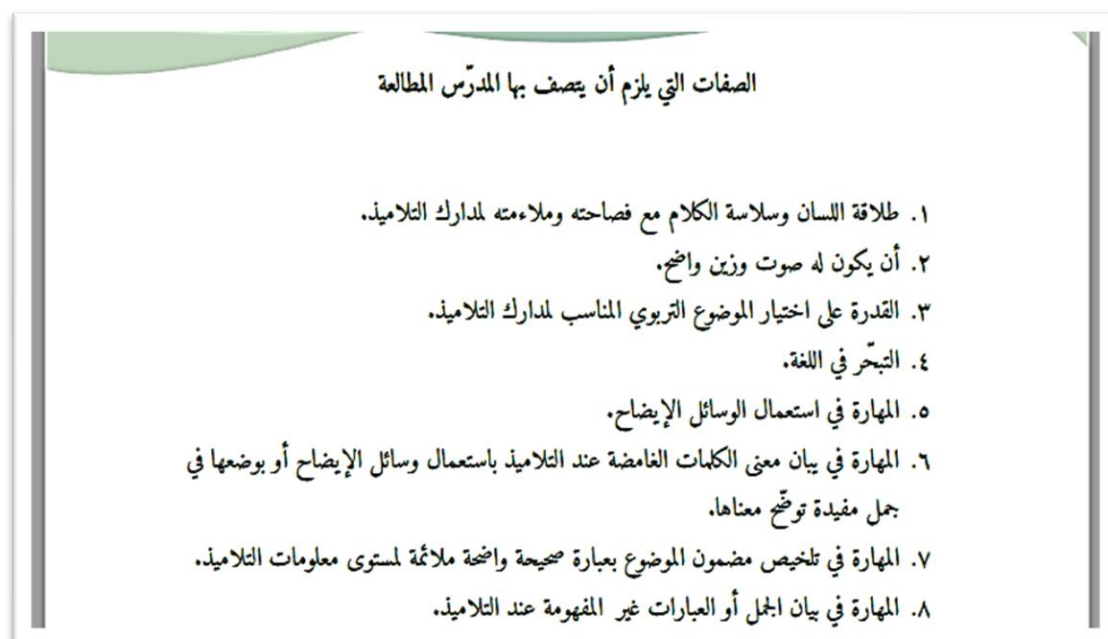 الصفات التي يلزم أن يتصف بها المدرّس المطالعة
١. طلاقة اللسان وسلاسة الكلام مع فصاحته وملاءمته لمدارك التلاميذ.
٢. أن يكون له صوت وزين واضح.
٣. القدرة على اختيار الموضوع التربوي المناسب لمدارك التلاميذ.
٤. التبحّر في اللغة.
٥. المهارة في استعمال الوسائل الإيضاح.
٦. المهارة في بيان معنى الكلمات الغامضة عند التلاميذ باستعمال وسائل الإيضاح أو بوضعها في
جمل مفيدة توضّح معناها.
٧. المهارة في تلخيص مضمون الموضوع بعبارة صحيحة واضحة ملائمة لمستوى معلومات التلاميذ.
٨. المهارة في بيان الجمل أو العبارات غير المفهومة عند التلاميذ.